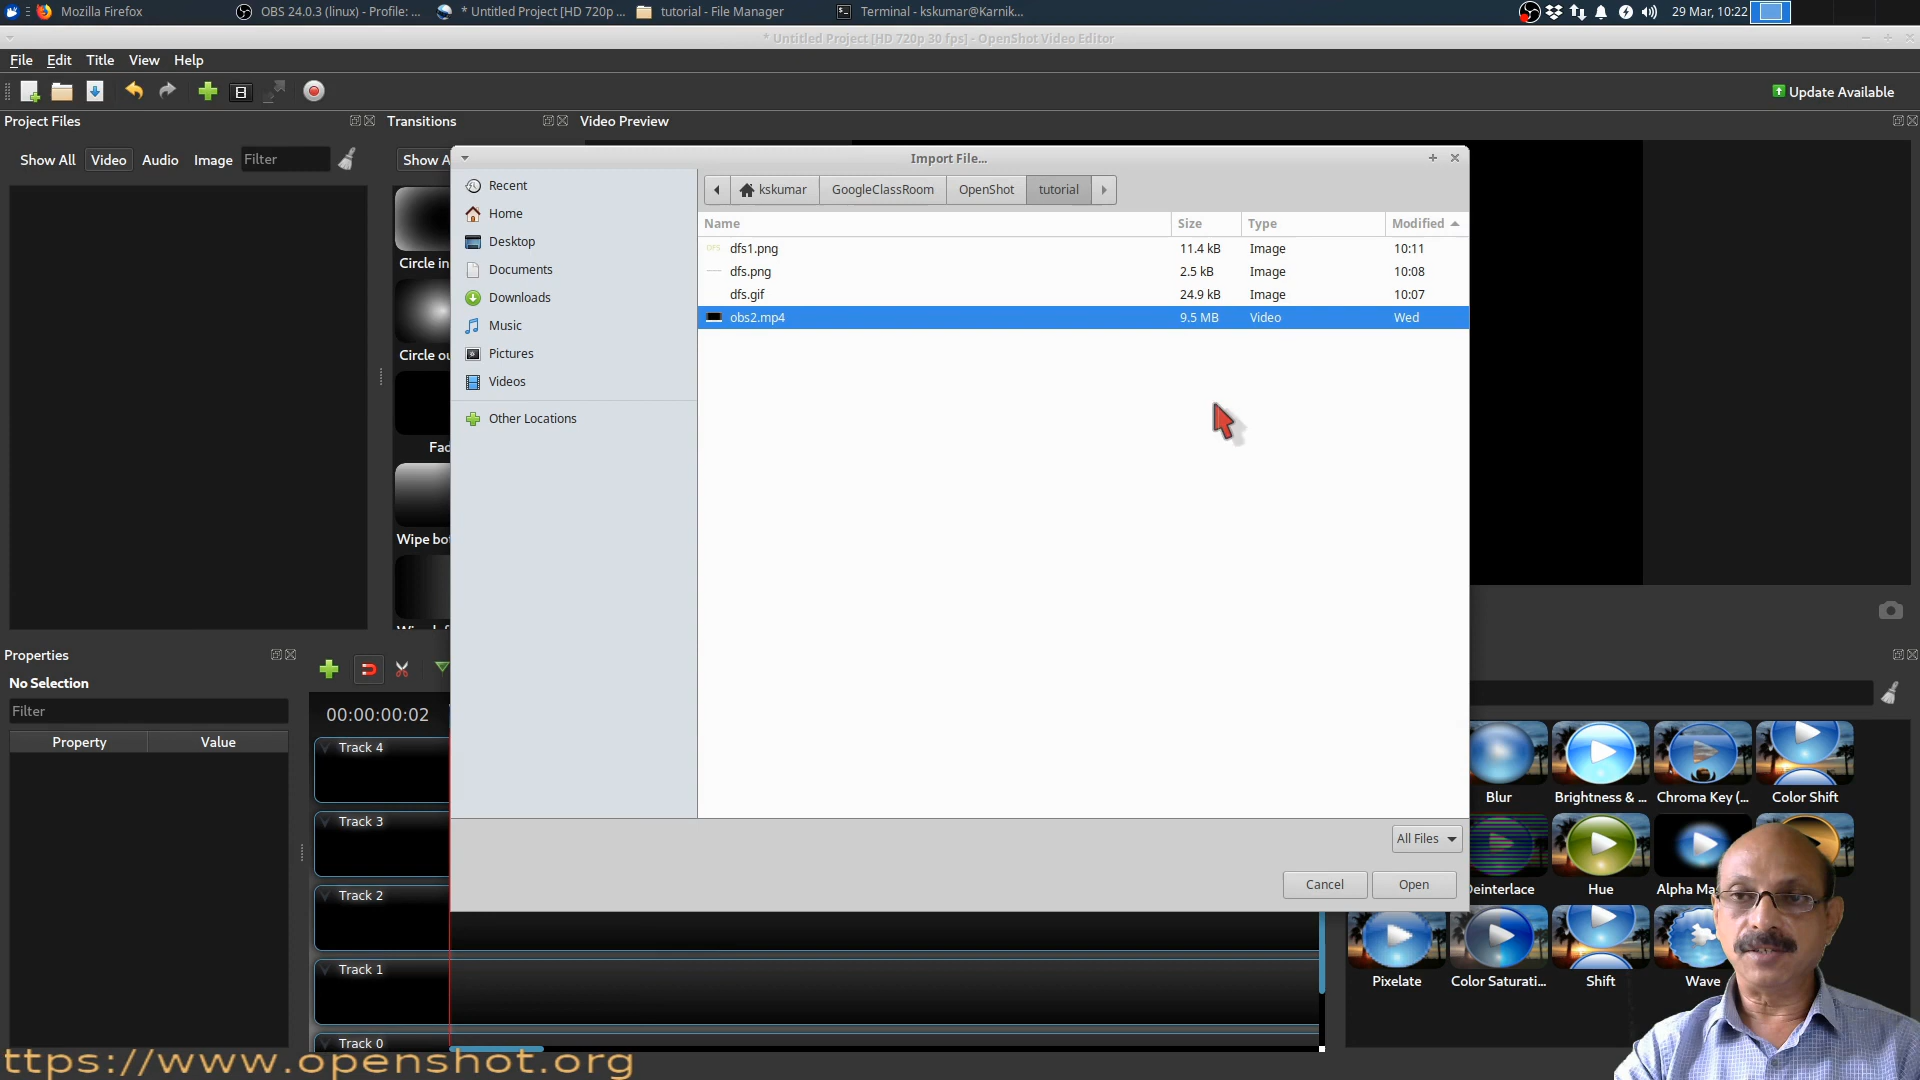 Mozilla Firefox
OBS 24.0.3 (linux) - Profile: ...
* Untitled Project [HD 720p ...
tutorial - File Manager
Terminal - kskumar@Karnik...
29 Mar, 10:22
* Untitled Project [HD 720p 30 fps] - OpenShot Video Editor
File Edit Title View Help
Update Available
Project Files
Transitions
Video Preview
Show All Video Audio Image Filter
Show A
Circle in
Circle ou
Fad
Wipe bo
Import File...
Recent
Home
Desktop
Documents
Downloads
Music
Pictures
Videos
Other Locations
kskumar GoogleClassRoom OpenShot tutorial
Name Size Type Modified
dfs1.png 11.4 kB Image 10:11
dfs.png 2.5 kB Image 10:08
dfs.gif 24.9 kB Image 10:07
obs2.mp4 9.5 MB Video Wed
All Files
Cancel Open
Properties
No Selection
Filter
Property Value
00:00:00:02
Track 4
Track 3
Track 2
Track 1
Track 0
Blur Brightness & ... Chroma Key (... Color Shift
Deinterlace Hue Alpha Ma
Pixelate Color Saturati... Shift Wave
ttps://www.openshot.org